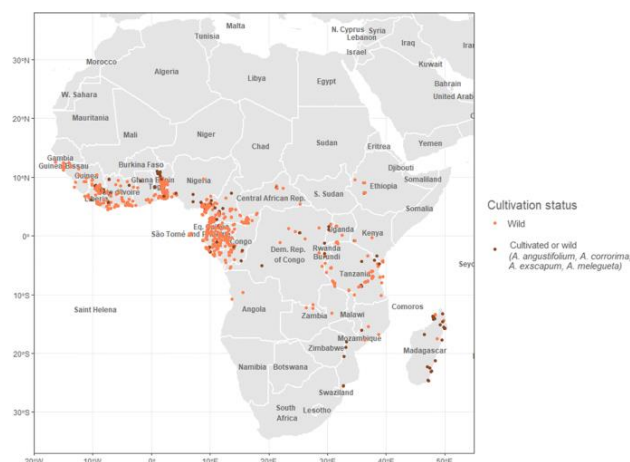 Malta
N. Cyprus
Syria
Lebanon
Tunisia
Israel
Iraq
Morocco
Kuwait
30°N
Algeria
Libya
Egypt
Bahrain
W. Sahara
Mauritania
20°N
Mali
Niger
Chad
Sudan
Eritrea
Yemen
Gambia
Guinea Bissau
Burkina Faso
Djibouti
Guinea
Ghana
Benin
Nigeria
Somaliland
10°N
Central African Rep.
S. Sudan
Ethiopia
Somalia
Cultivation status
Wild
Cultivated or wild
(A. angustifolium, A. corrorima,
A. exscapum, A. melegueta)
Uganda
Kenya
0°
São Tomé and
Congo
Rwanda
Dem. Rep.
of Congo
Burundi
Tanzania
10°S
Comoros
Angola
Malawi
Saint Helena
Zambia
Mozambique
Madagascar
20°S
Zimbabwe
Namibia
Botswana
Swaziland
30°S
South
Africa
Lesotho
20°W
10°W
0°
10°E
20°E
30°E
40°E
50°E